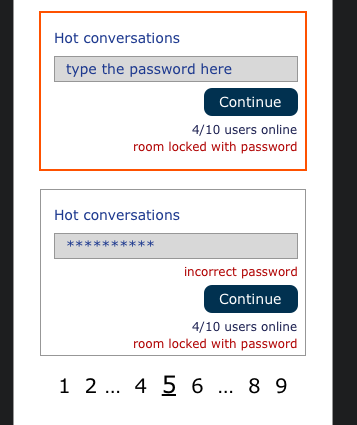 Hot conversations
type the password here
Continue
4/10 users online
room locked with password
Hot conversations
**********
incorrect password
Continue
4/10 users online
room locked with password
1 2 ... 4 5 6 ... 8 9